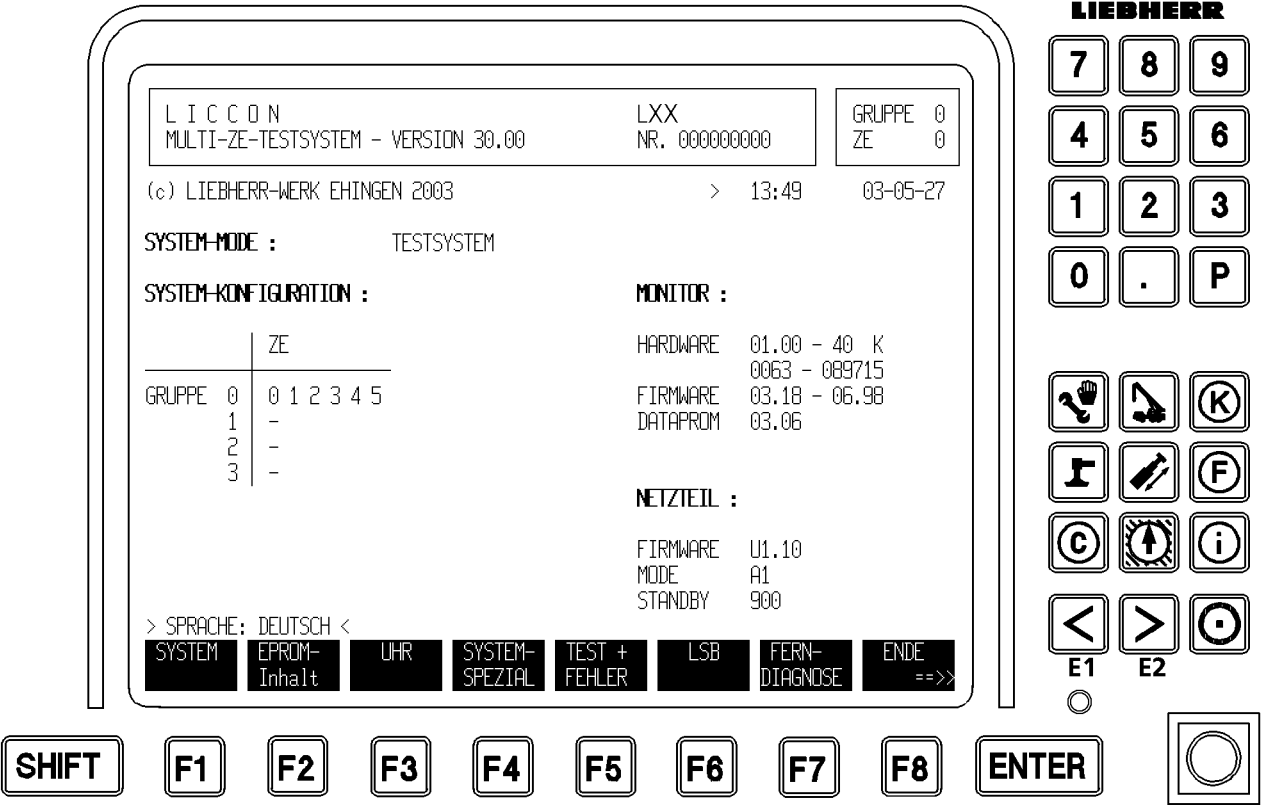 LIEBHERR
L I C C O N LXX GRUPPE 0
MULTI-ZE-TESTSYSTEM - VERSION 30.00 NR. 000000000 ZE 0
(c) LIEBHERR-WERK EHINGEN 2003 > 13:49 03-05-27
SYSTEM-MODE : TESTSYSTEM
SYSTEM-KONFIGURATION : MONITOR :
ZE HARDWARE 01.00 - 40 K
0063 - 089715
GRUPPE 0 0 1 2 3 4 5 FIRMWARE 03.18 - 06.98
1 - DATAPROM 03.06
2 -
3 -
NETZTEIL :
FIRMWARE U1.10
MODE A1
STANDBY 900
> SPRACHE: DEUTSCH <
SYSTEM EPROM- UHR SYSTEM- TEST + LSB FERN- ENDE
Inhalt SPEZIAL FEHLER DIAGNOSE ==>>
7 8 9
4 5 6
1 2 3
0 . P
K
F
C i
< >
E1 E2
SHIFT F1 F2 F3 F4 F5 F6 F7 F8 ENTER